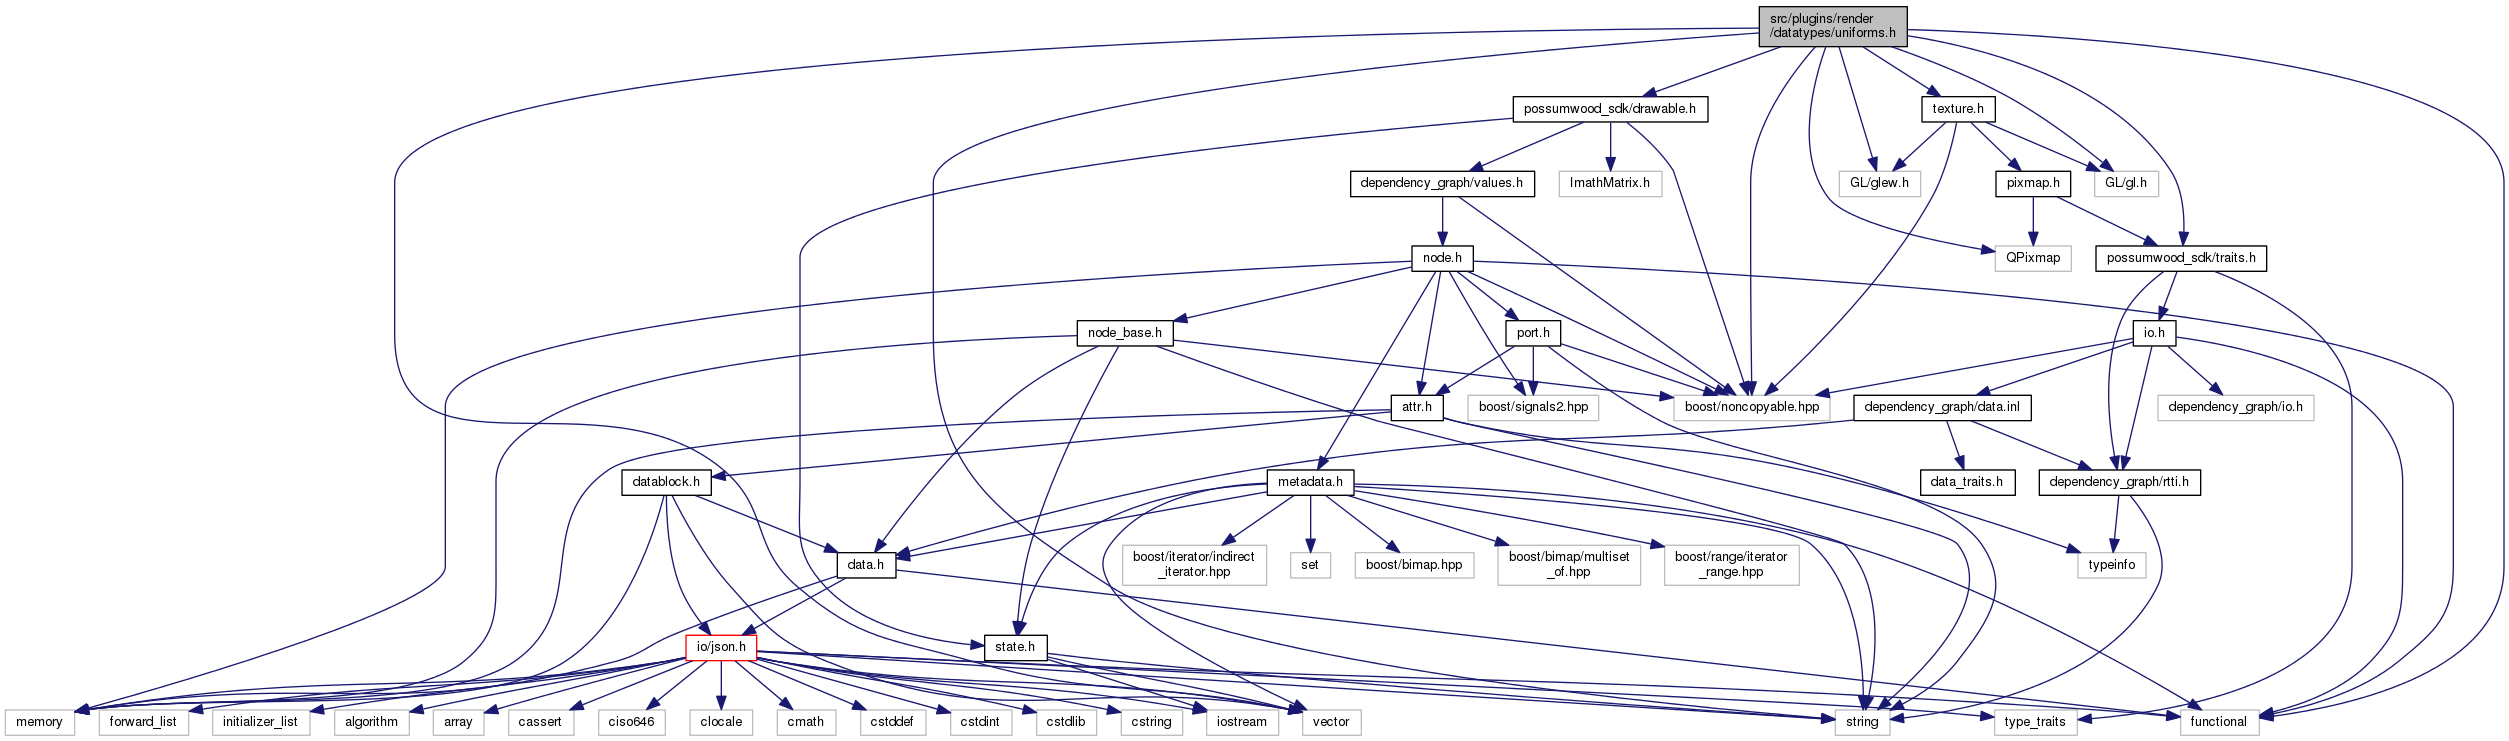 src/plugins/render
/datatypes/uniforms.h
possumwood_sdk/drawable.h
texture.h
dependency_graph/values.h
ImathMatrix.h
GL/glew.h
pixmap.h
GL/gl.h
node.h
QPixmap
possumwood_sdk/traits.h
node_base.h
port.h
io.h
attr.h
boost/signals2.hpp
boost/noncopyable.hpp
dependency_graph/data.inl
dependency_graph/io.h
datablock.h
metadata.h
data_traits.h
dependency_graph/rtti.h
data.h
boost/iterator/indirect
_iterator.hpp
set
boost/bimap.hpp
boost/bimap/multiset
_of.hpp
boost/range/iterator
_range.hpp
typeinfo
io/json.h
state.h
memory
forward_list
initializer_list
algorithm
array
cassert
ciso646
clocale
cmath
cstddef
cstdint
cstdlib
cstring
iostream
vector
string
type_traits
functional